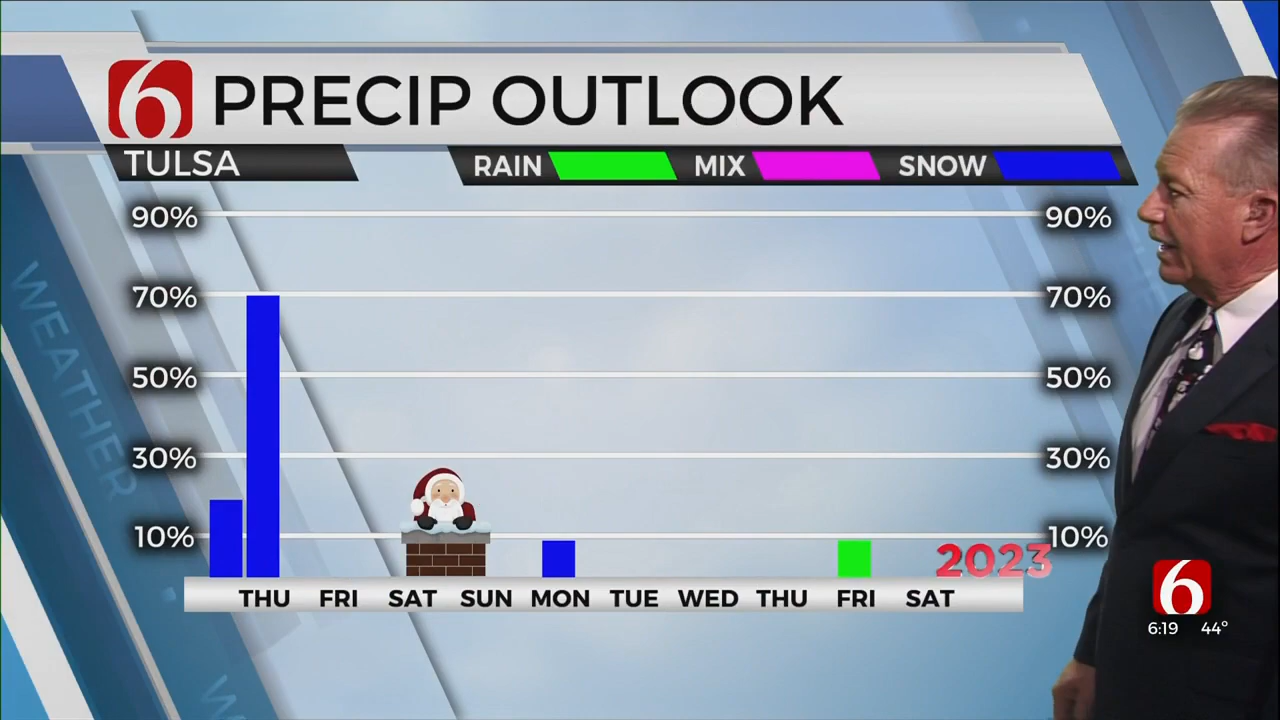 6 PRECIP OUTLOOK
TULSA RAIN MIX SNOW
90% 90%
70% 70%
50% 50%
30% 30%
10% 10%
2023
THU FRI SAT SUN MON TUE WED THU FRI SAT
6
6:19 44°
WEATHER
W